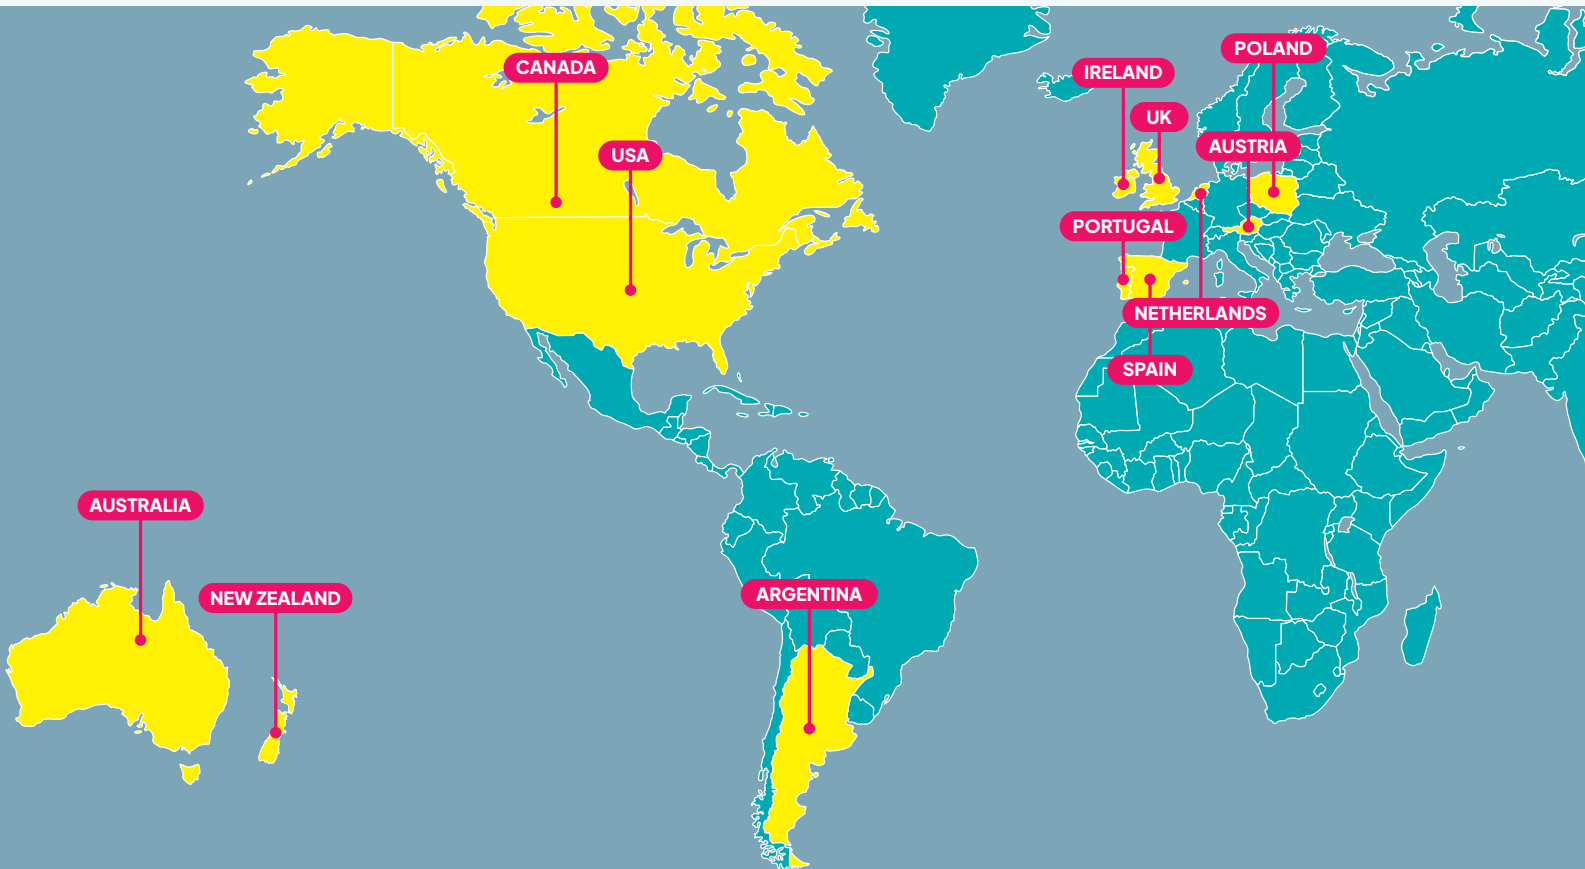 POLAND
CANADA
IRELAND
UK
USA
AUSTRIA
PORTUGAL
NETHERLANDS
SPAIN
AUSTRALIA
NEW ZEALAND
ARGENTINA